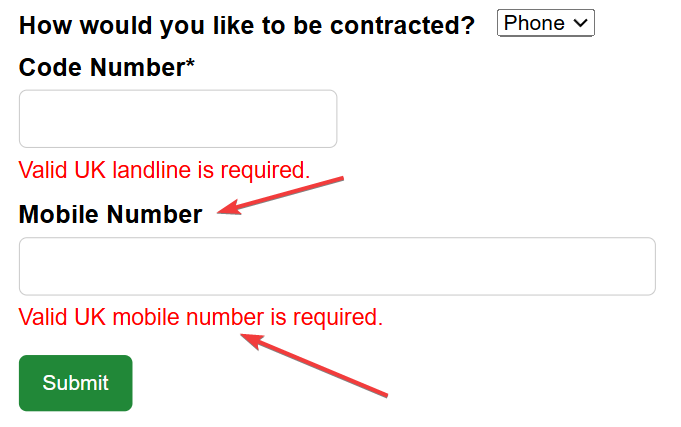 How would you like to be contracted? Phone
Code Number*
Valid UK landline is required.
Mobile Number
Valid UK mobile number is required.
Submit